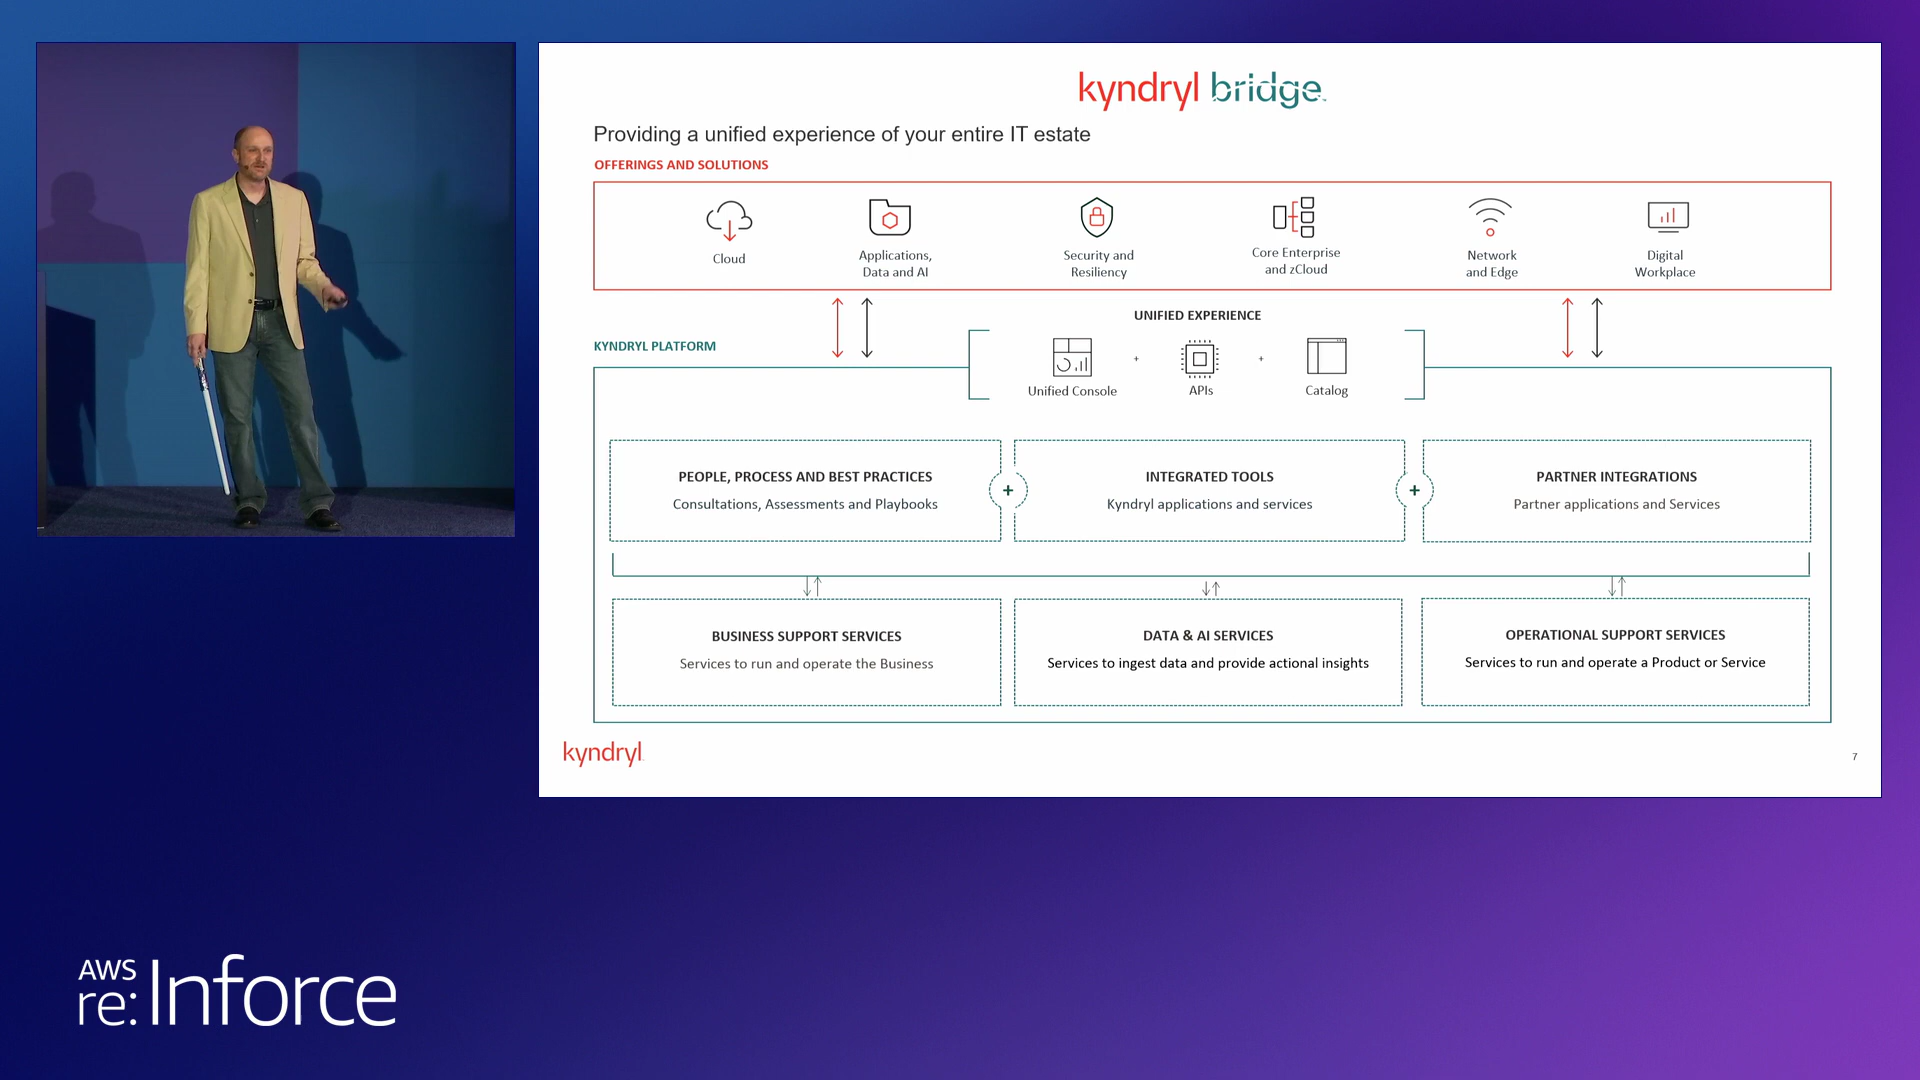 kyndryl bridge
Providing a unified experience of your entire IT estate
OFFERINGS AND SOLUTIONS
Cloud
Applications,
Data and AI
Security and
Resiliency
Core Enterprise
and zCloud
Network
and Edge
Digital
Workplace
UNIFIED EXPERIENCE
KYNDRYL PLATFORM
Unified Console
+
APIs
+
Catalog
PEOPLE, PROCESS AND BEST PRACTICES
Consultations, Assessments and Playbooks
+
INTEGRATED TOOLS
Kyndryl applications and services
+
PARTNER INTEGRATIONS
Partner applications and Services
BUSINESS SUPPORT SERVICES
Services to run and operate the Business
DATA & AI SERVICES
Services to ingest data and provide actional insights
OPERATIONAL SUPPORT SERVICES
Services to run and operate a Product or Service
kyndryl
7
AWS
re:Inforce